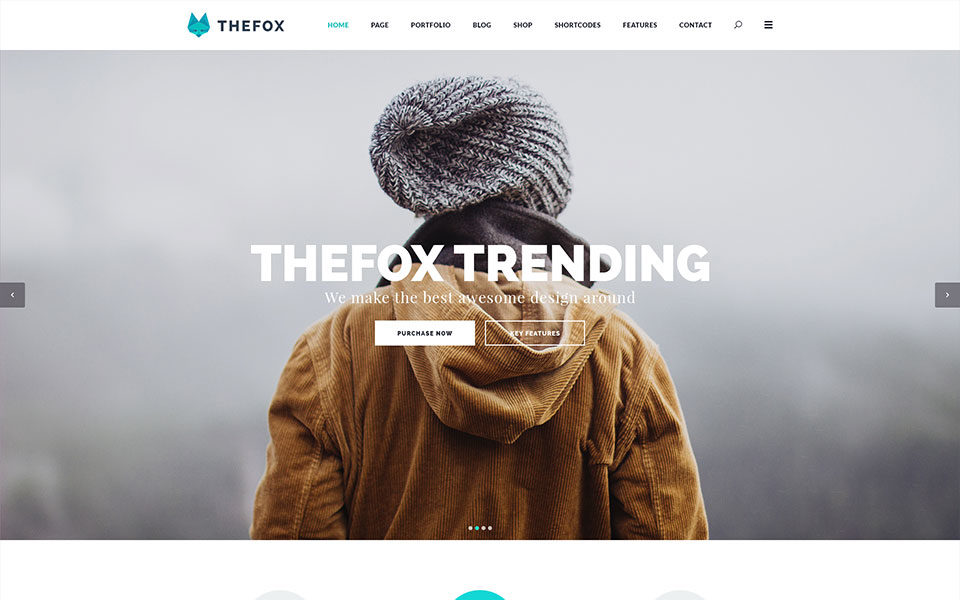 THEFOX
HOME PAGE PORTFOLIO BLOG SHOP SHORTCODES FEATURES CONTACT
THEFOX TRENDING
We make the best awesome design around
PURCHASE NOW KEY FEATURES